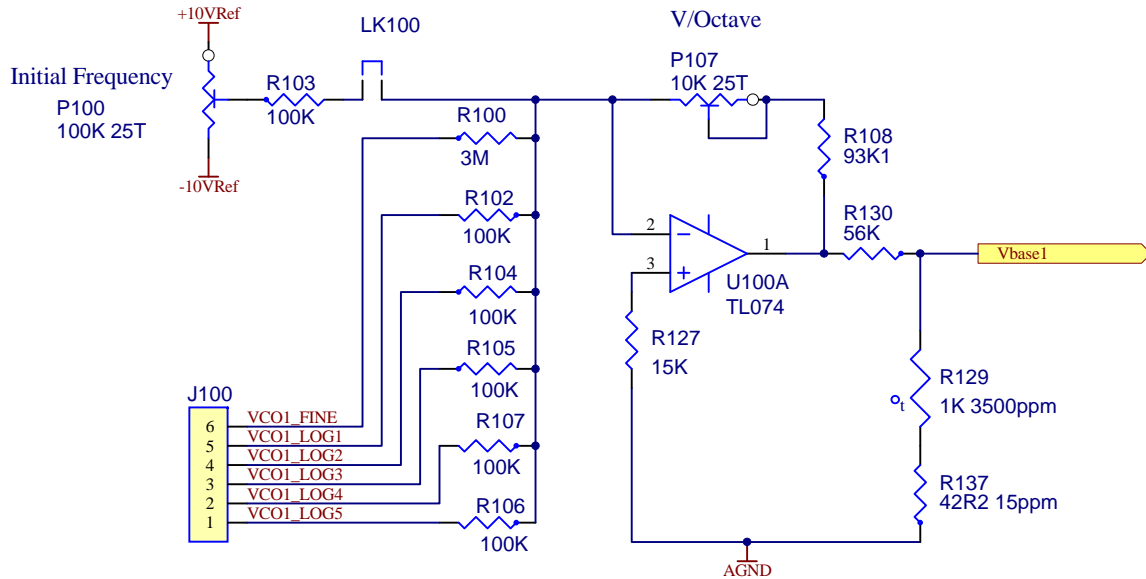 +10VRef
LK100
V/Octave
Initial Frequency
P100
100K 25T
R103
100K
P107
10K 25T
R100
3M
R108
93K1
-10VRef
R102
100K
R130
56K
2
3
1
Vbase1
U100A
TL074
R104
100K
R127
15K
R105
100K
R129
1K 3500ppm
t
J100
R107
100K
6 VCO1_FINE
5 VCO1_LOG1
4 VCO1_LOG2
3 VCO1_LOG3
2 VCO1_LOG4
1 VCO1_LOG5
R106
100K
R137
42R2 15ppm
AGND